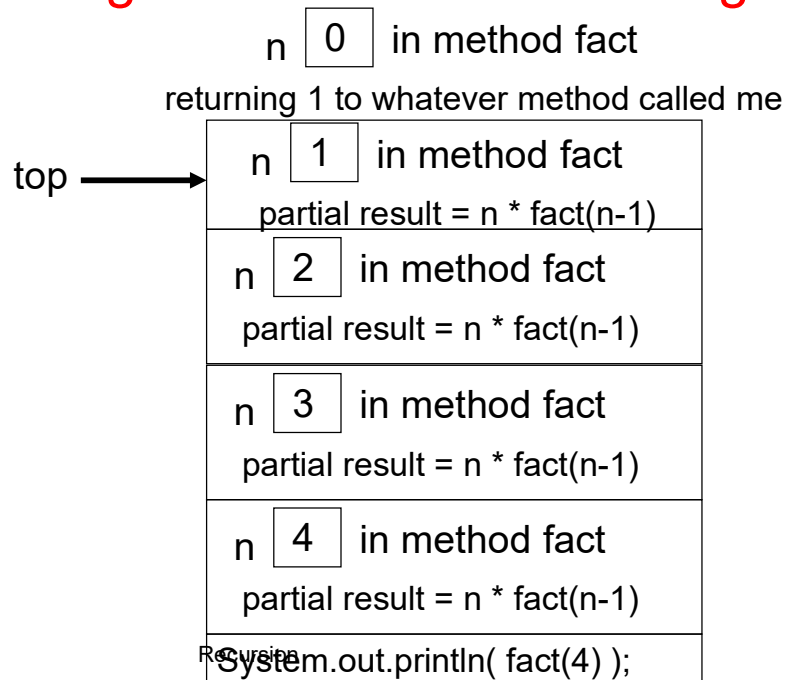 n 0 in method fact
returning 1 to whatever method called me
n 1 in method fact
top
partial result = n * fact(n-1)
n 2 in method fact
partial result = n * fact(n-1)
n 3 in method fact
partial result = n * fact(n-1)
n 4 in method fact
partial result = n * fact(n-1)
Recursion
System.out.println( fact(4) );